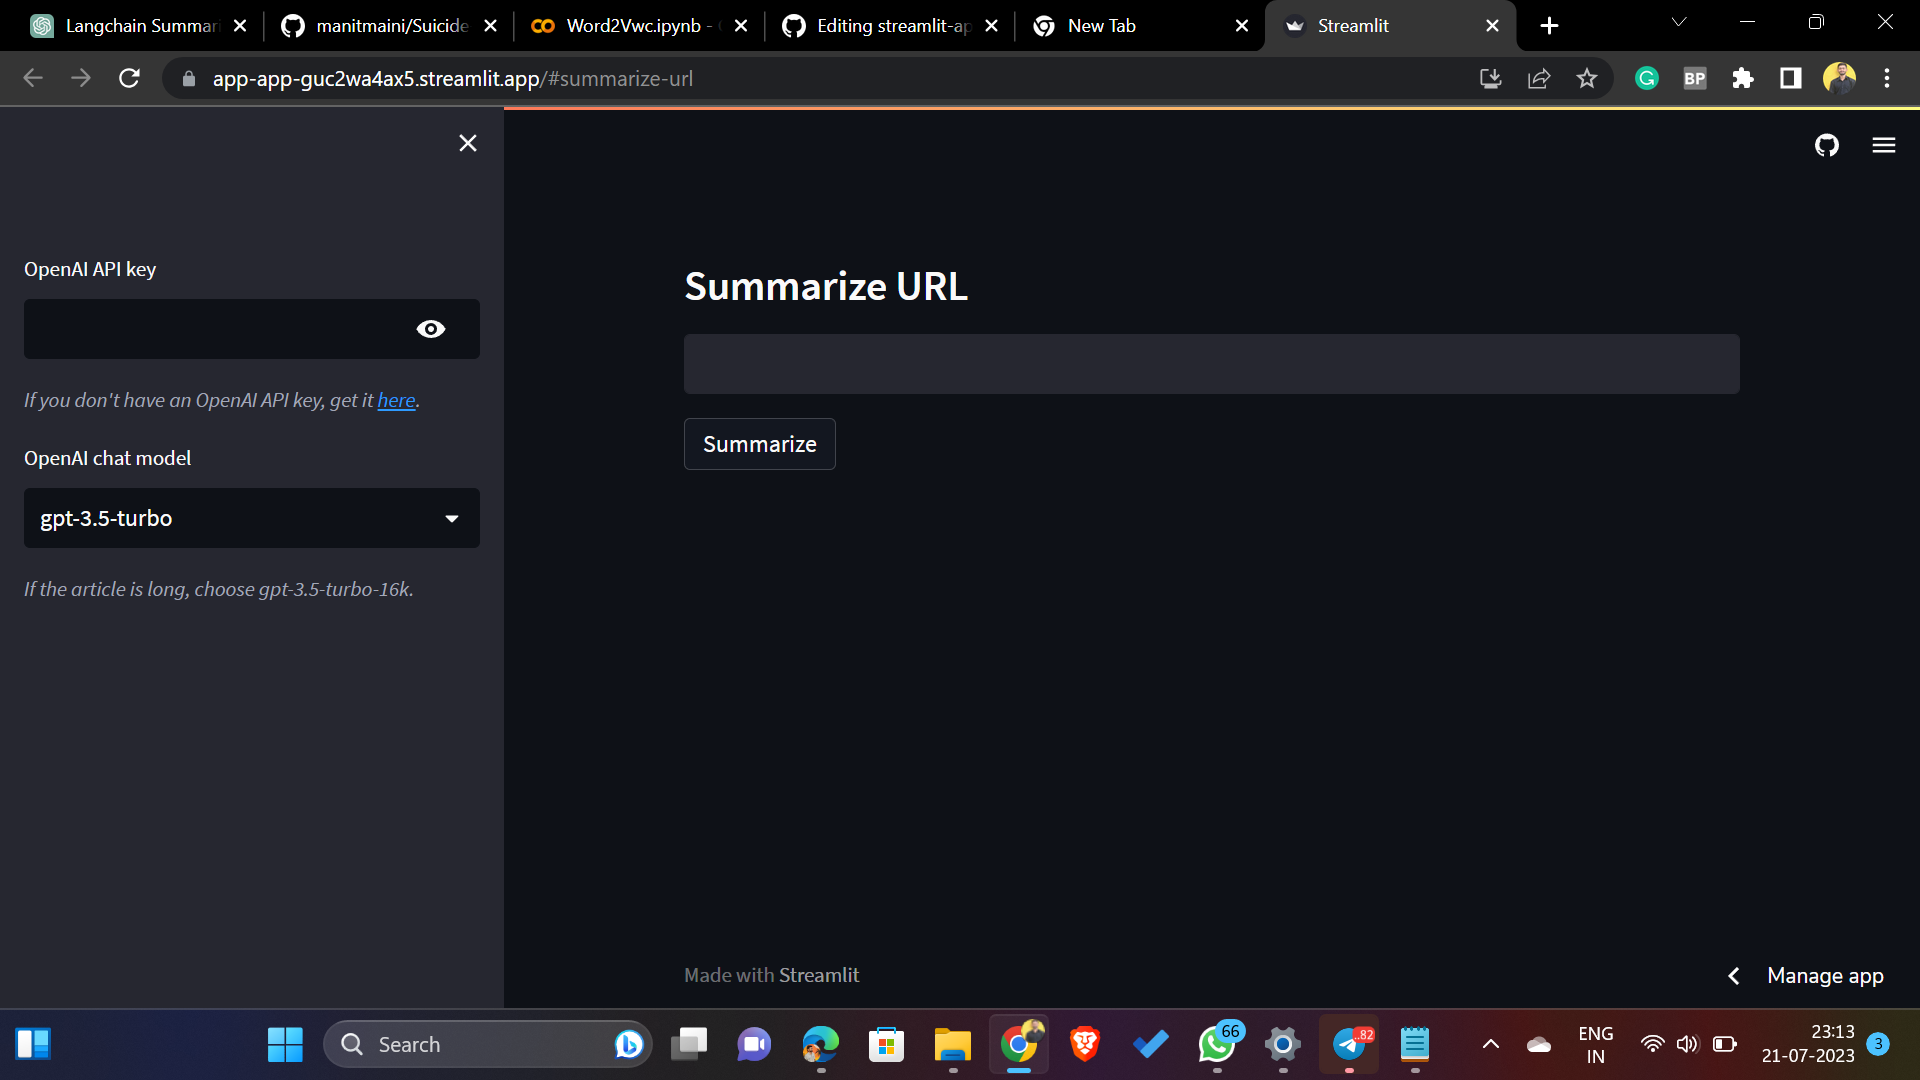 Langchain Summar
manitmaini/Suicide
Word2Vwc.ipynb -
Editing streamlit-ap
New Tab
Streamlit
app-app-guc2wa4ax5.streamlit.app/#summarize-url
BP
OpenAI API key
If you don't have an OpenAI API key, get it here.
OpenAI chat model
gpt-3.5-turbo
If the article is long, choose gpt-3.5-turbo-16k.
Summarize URL
Summarize
Made with Streamlit
Manage app
Search
66
82
ENG
IN
23:13
21-07-2023
3